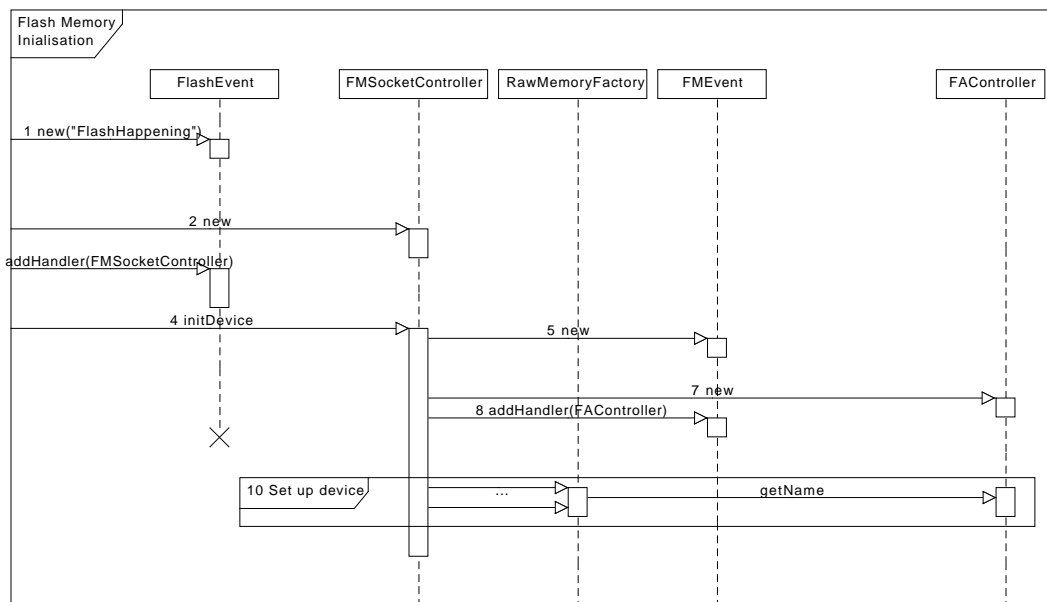 Flash Memory
Inialisation
FlashEvent
FMSocketController
RawMemoryFactory
FMEvent
FAController
1 new("FlashHappening")
2 new
addHandler(FMSocketController)
4 initDevice
5 new
7 new
8 addHandler(FAController)
10 Set up device
...
getName